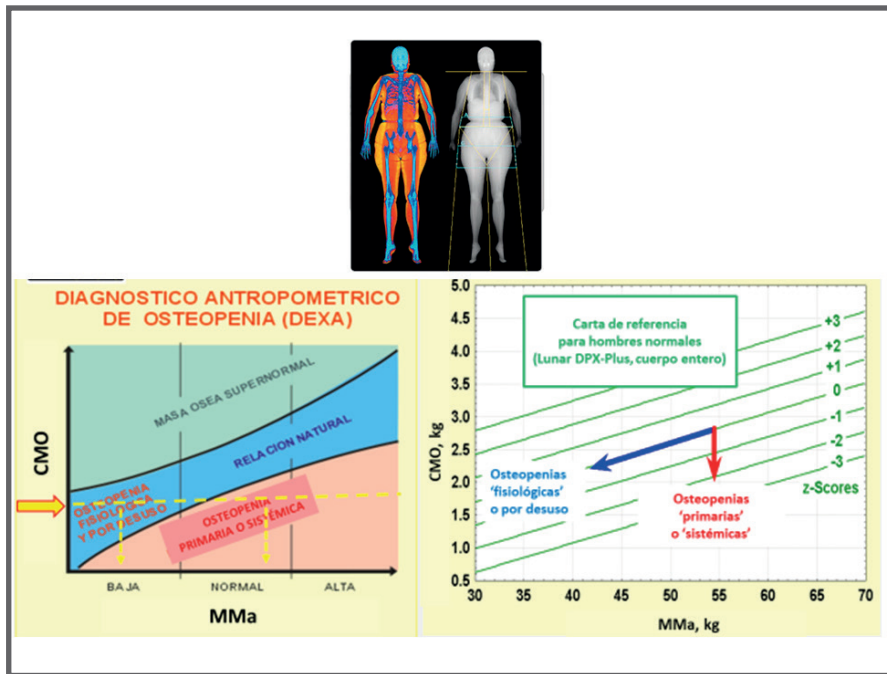 DIAGNOSTICO ANTROPOMETRICO
DE OSTEOPENIA (DEXA)
MASA OSEA SUPERNORMAL
RELACION NATURAL
OSTEOPENIA
FISIOLÓGICA
Y POR DESUSO
OSTEOPENIA
PRIMARIA O SISTÉMICA
CMO
BAJA
NORMAL
ALTA
MMa
5.0
4.5
4.0
3.5
3.0
2.5
2.0
1.5
1.0
0.5
CMO, kg
Carta de referencia
para hombres normales
(Lunar DPX-Plus, cuerpo entero)
+3
+2
+1
0
-1
-2
-3
z-Scores
Osteopenias
‘fisiológicas’
o por desuso
Osteopenias
‘primarias’
o ‘sistémicas’
30 35 40 45 50 55 60 65 70
MMa, kg